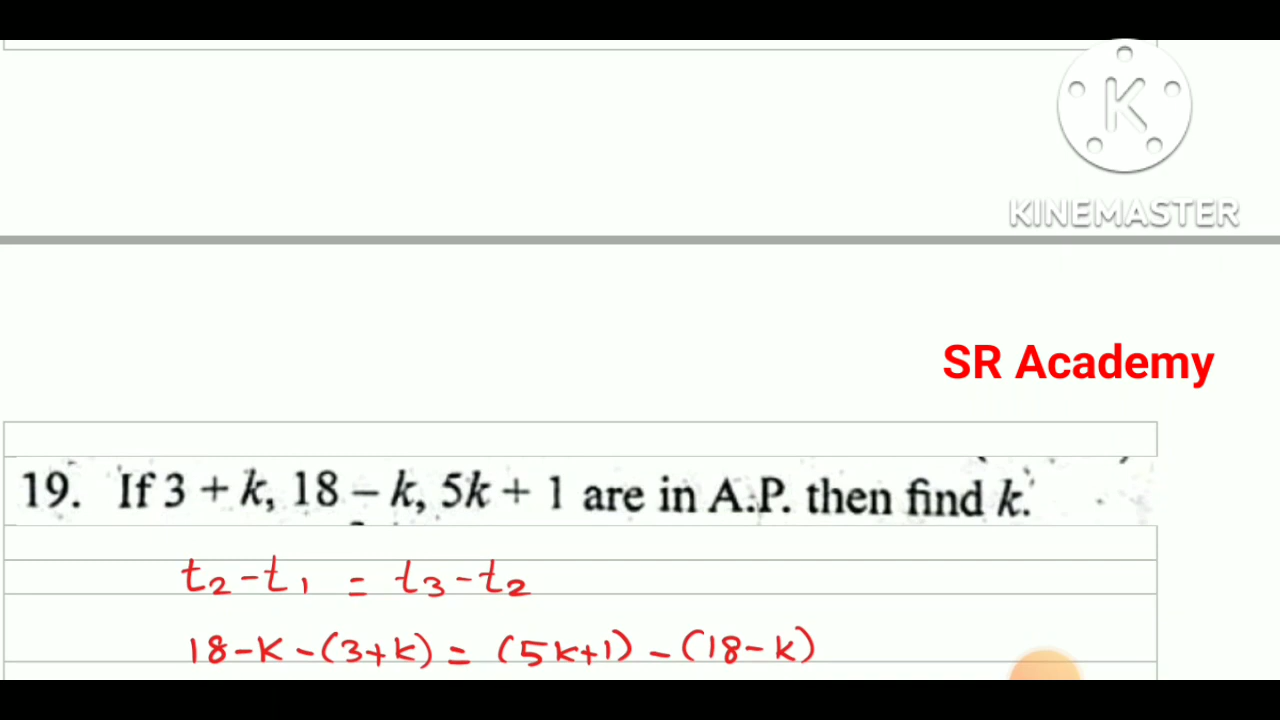 K
KINEMASTER
SR Academy
19. If 3 + k, 18 – k, 5k + 1 are in A.P. then find k.
t₂ - t₁ = t₃ - t₂
18-K-(3+k) = (5k+1) - (18-k)